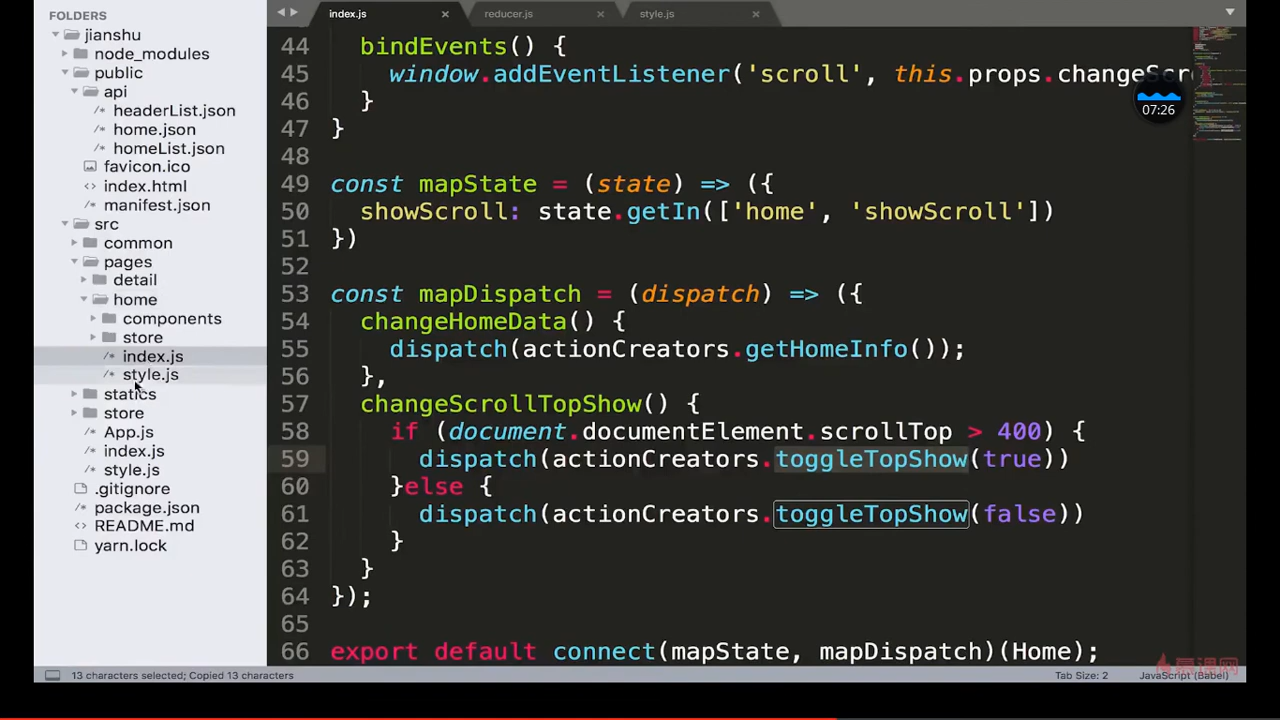 FOLDERS
jianshu
node_modules
public
api
headerList.json
home.json
homeList.json
favicon.ico
index.html
manifest.json
src
common
pages
detail
home
components
store
index.js
style.js
statics
store
App.js
index.js
style.js
.gitignore
package.json
README.md
yarn.lock
index.js
reducer.js
style.js
44 bindEvents() {
45 window.addEventListener('scroll', this.props.changeScr
46 }
47 }
48
49 const mapState = (state) => ({
50 showScroll: state.getIn(['home', 'showScroll'])
51 })
52
53 const mapDispatch = (dispatch) => ({
54 changeHomeData() {
55 dispatch(actionCreators.getHomeInfo());
56 },
57 changeScrollTopShow() {
58 if (document.documentElement.scrollTop > 400) {
59 dispatch(actionCreators.toggleTopShow(true))
60 }else {
61 dispatch(actionCreators.toggleTopShow(false))
62 }
63 }
64 });
65
66 export default connect(mapState, mapDispatch)(Home);
07:26
慕课网
13 characters selected; Copied 13 characters
Tab Size: 2
JavaScript (Babel)